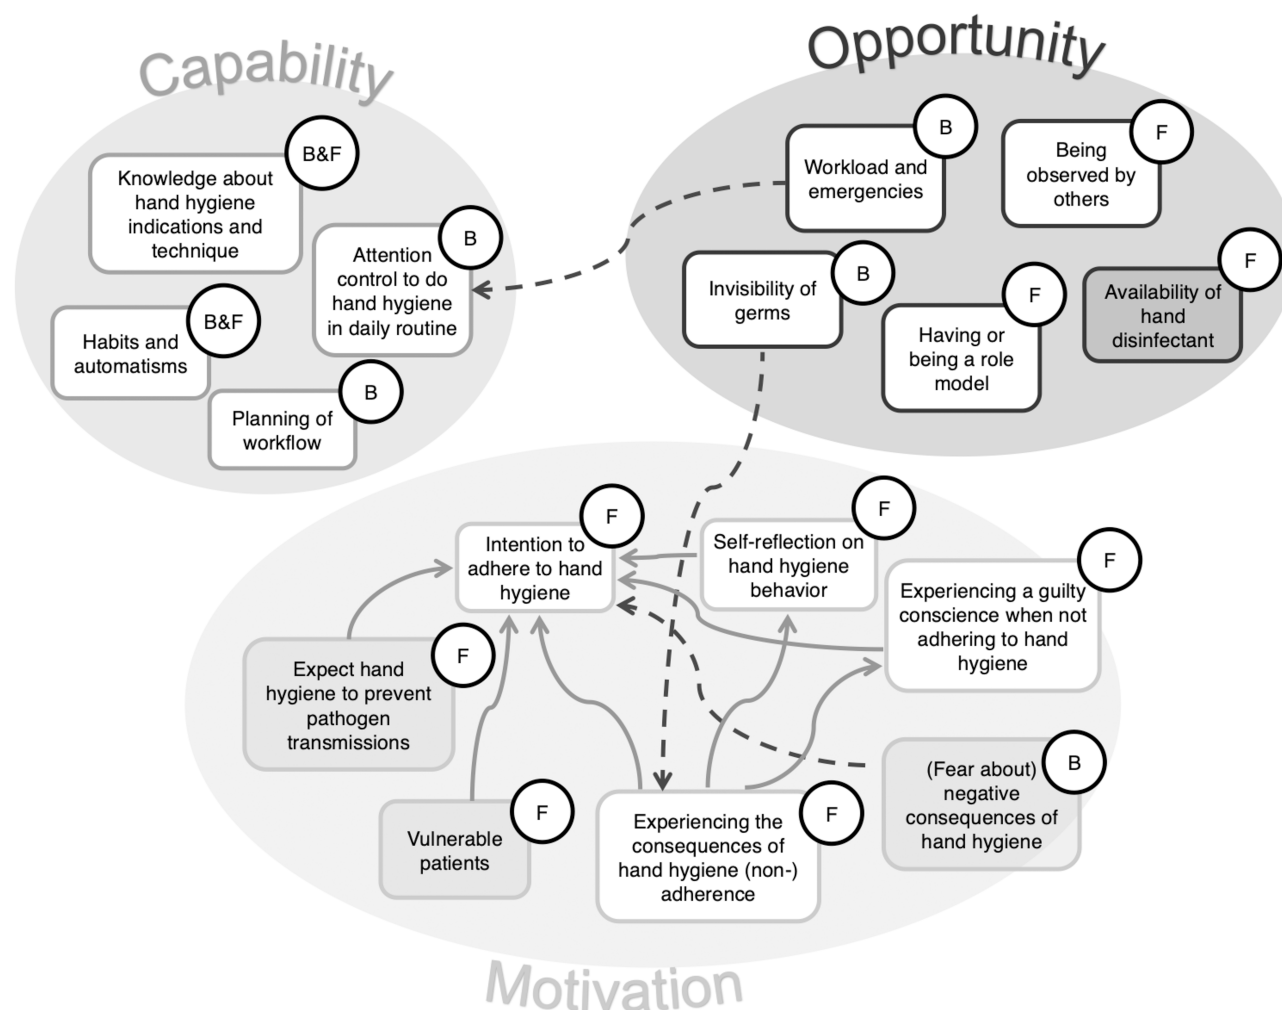 Capability
B&F
Knowledge about
hand hygiene
indications and
technique
B
Attention
control to do
hand hygiene
in daily routine
B&F
Habits and
automatisms
B
Planning of
workflow
Opportunity
B
Workload and
emergencies
F
Being
observed by
others
B
Invisibility of
germs
F
Having or
being a role
model
F
Availability of
hand
disinfectant
F
Intention to
adhere to hand
hygiene
F
Self-reflection on
hand hygiene
behavior
F
Experiencing a guilty
conscience when not
adhering to hand
hygiene
F
Expect hand
hygiene to prevent
pathogen
transmissions
F
Vulnerable
patients
F
Experiencing the
consequences of
hand hygiene (non-)
adherence
B
(Fear about)
negative
consequences of
hand hygiene
Motivation